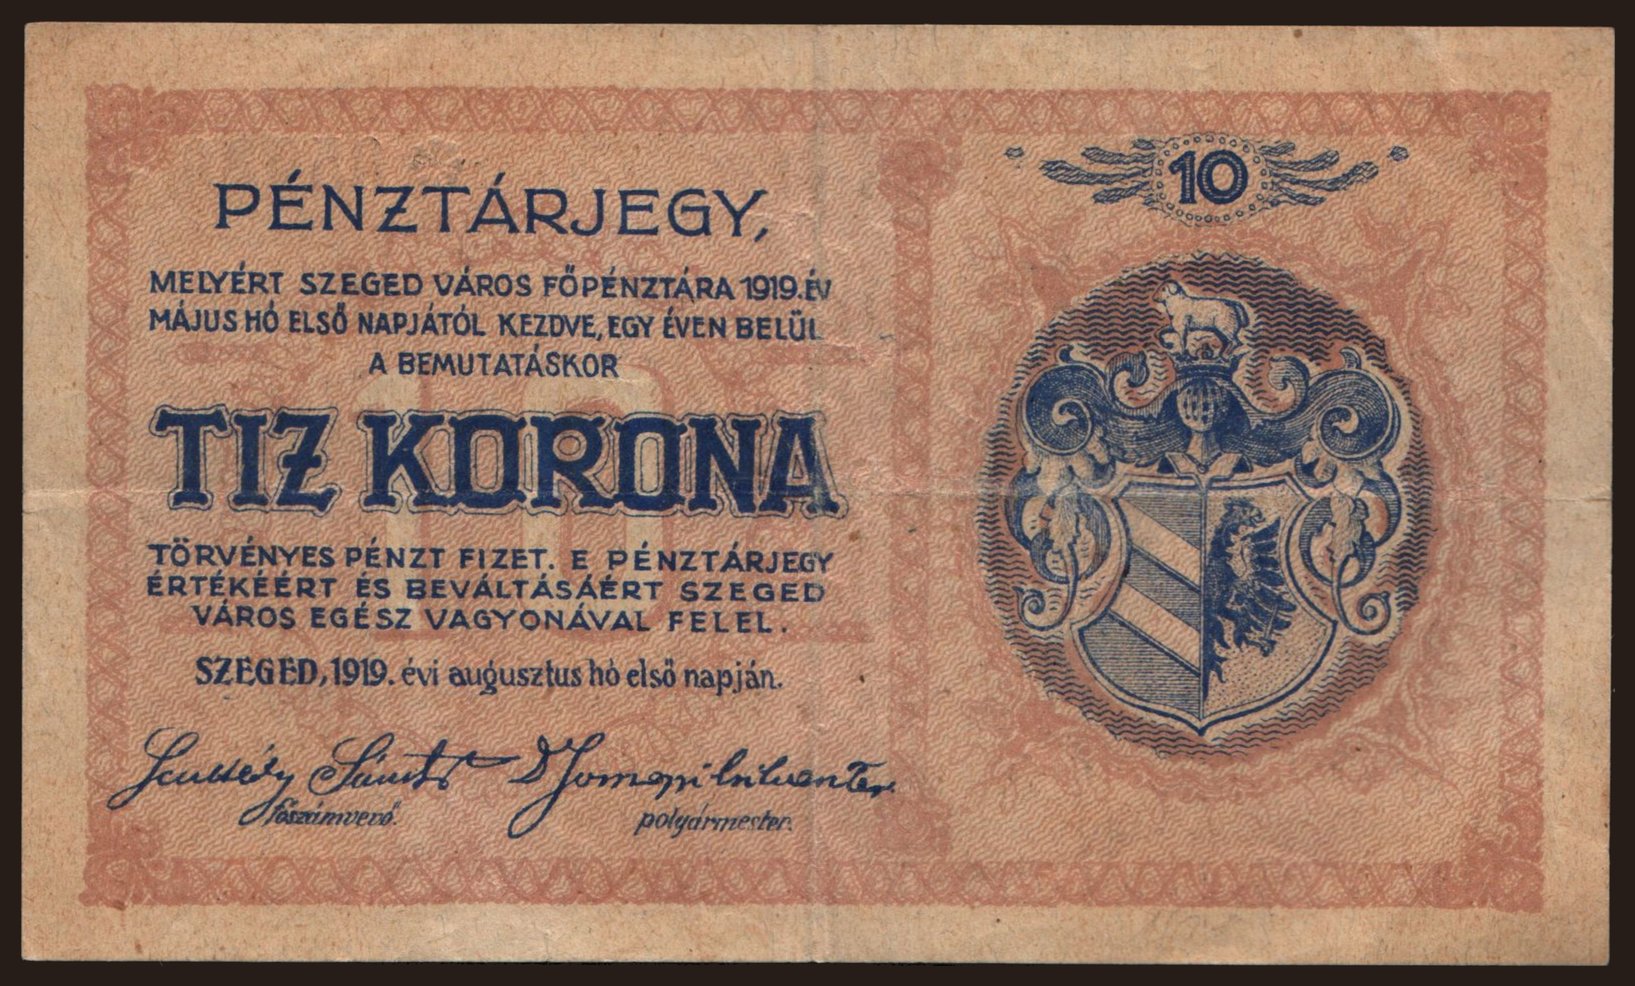 PÉNZTÁRJEGY,
MELYÉRT SZEGED VÁROS FŐPÉNZTÁRA 1919. ÉV
MÁJUS HÓ ELSŐ NAPJÁTÓL KEZDVE, EGY ÉVEN BELÜL
A BEMUTATÁSKOR
TIZ KORONA
TÖRVÉNYES PÉNZT FIZET. E PÉNZTÁRJEGY
ÉRTÉKÉÉRT ÉS BEVÁLTÁSÁÉRT SZEGED
VÁROS EGÉSZ VAGYONÁVAL FELEL.
SZEGED, 1919. évi augusztus hó első napján.
főszámvevő.
polgármester.
10
10